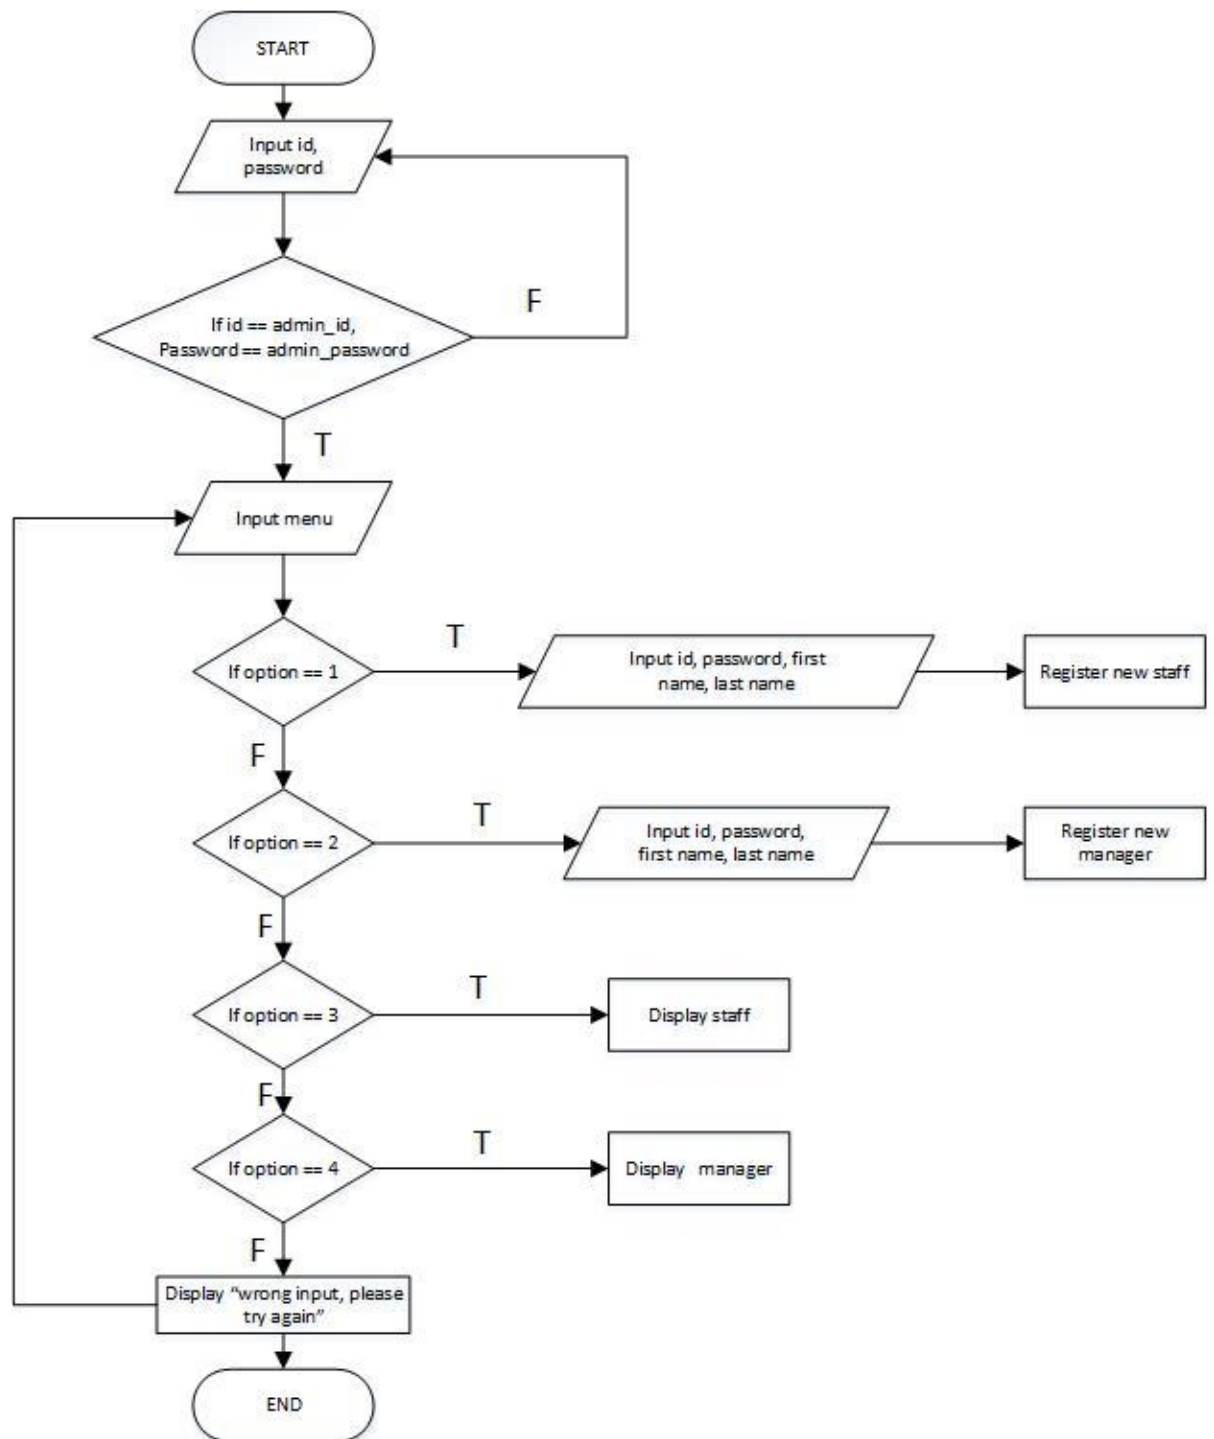 START
Input id,
password
F
If id == admin_id,
Password== admin_password
T
Input menu
T
If option == 1
Input id, password, first
name, last name
Register new staff
F
T
If option == 2
Input id, password,
first name, last name
Register new
manager
F
T
If option == 3
Display staff
F
T
If option == 4
Display manager
F
Display “wrong input, please
try again”
END